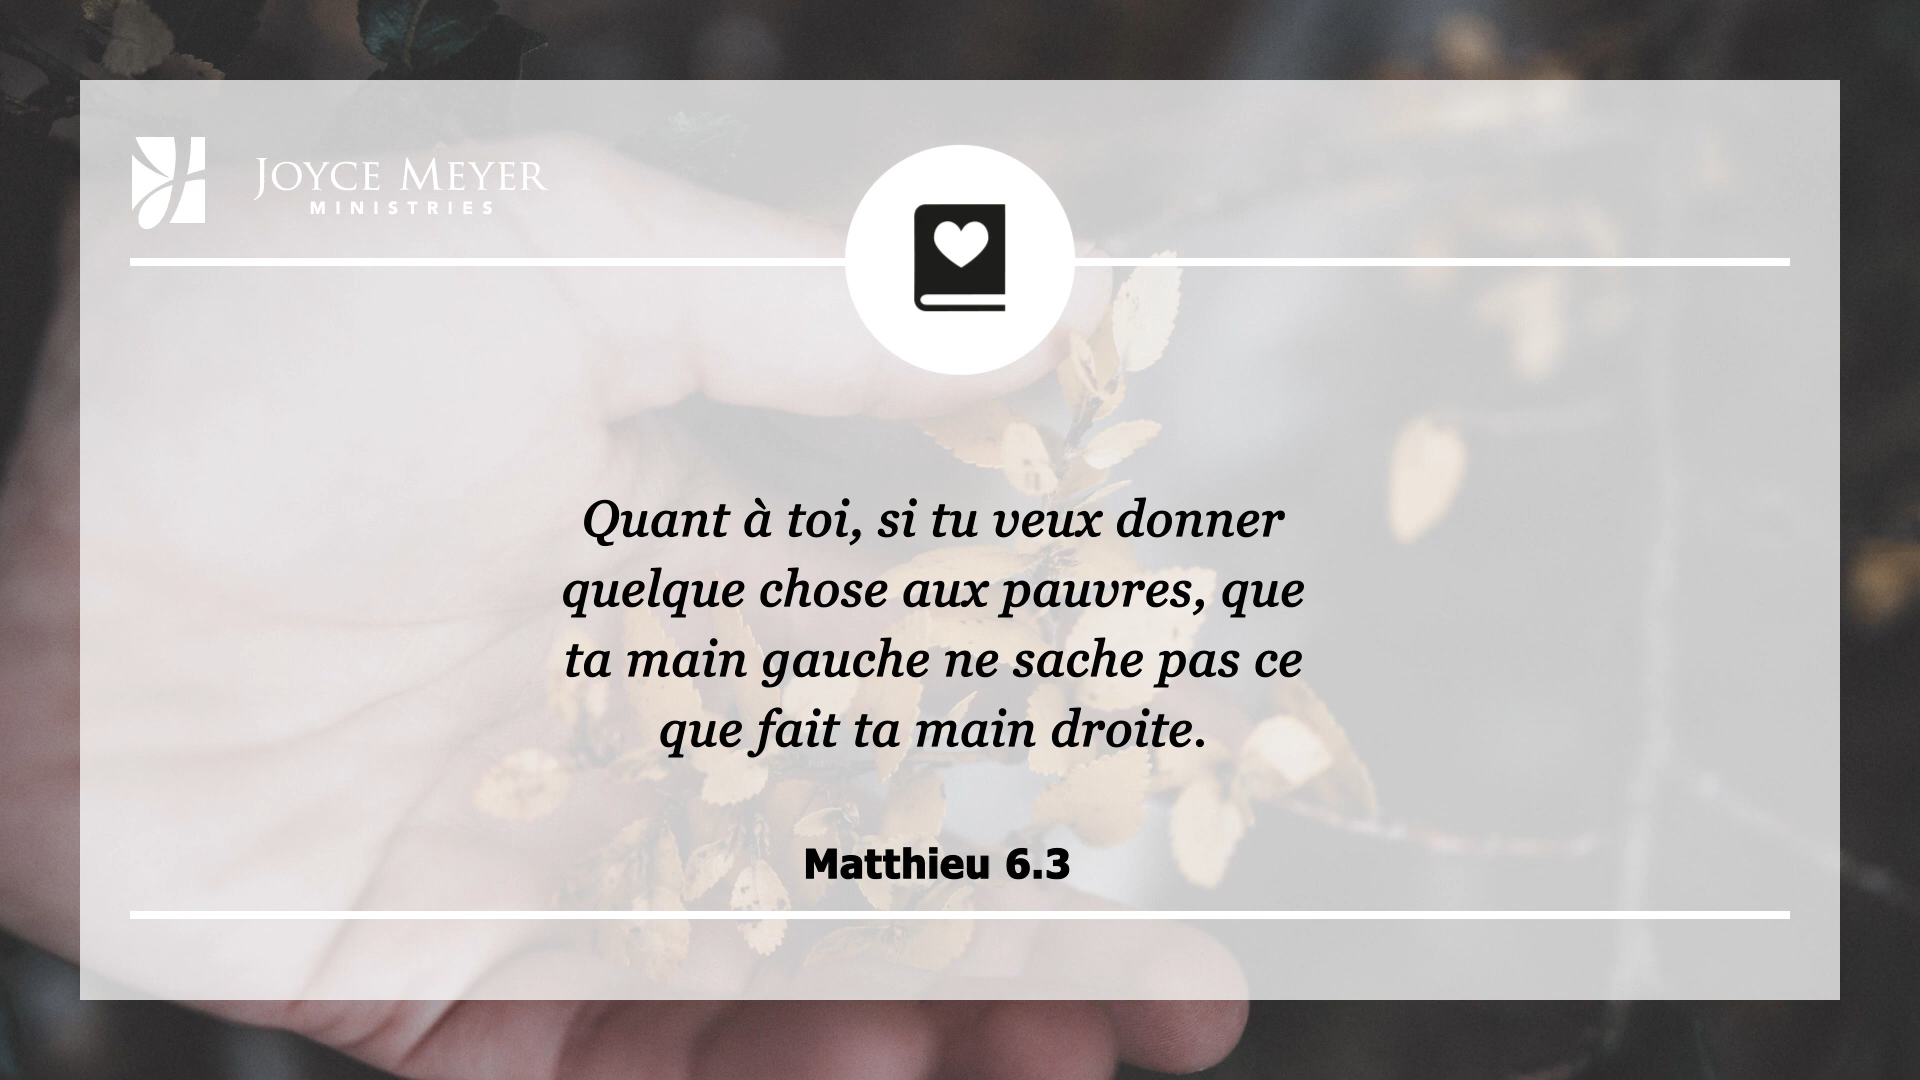 JOYCE MEYER
MINISTRIES
Quant à toi, si tu veux donner
quelque chose aux pauvres, que
ta main gauche ne sache pas ce
que fait ta main droite.
Matthieu 6.3